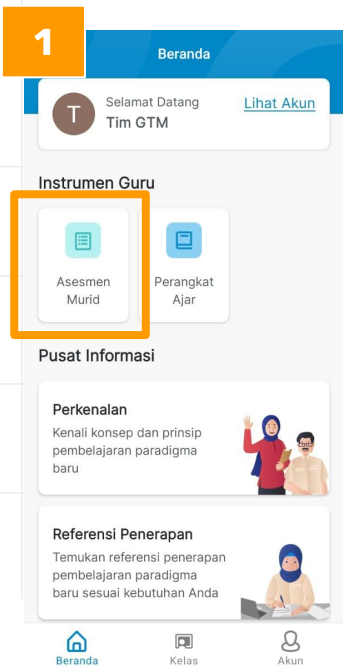 1
Beranda
T
Selamat Datang
Lihat Akun
Tim GTM
Instrumen Guru
Asesmen
Murid
Perangkat
Ajar
Pusat Informasi
Perkenalan
Kenali konsep dan prinsip
pembelajaran paradigma
baru
Referensi Penerapan
Temukan referensi penerapan
pembelajaran paradigma
baru sesuai kebutuhan Anda
Beranda
Kelas
Akun